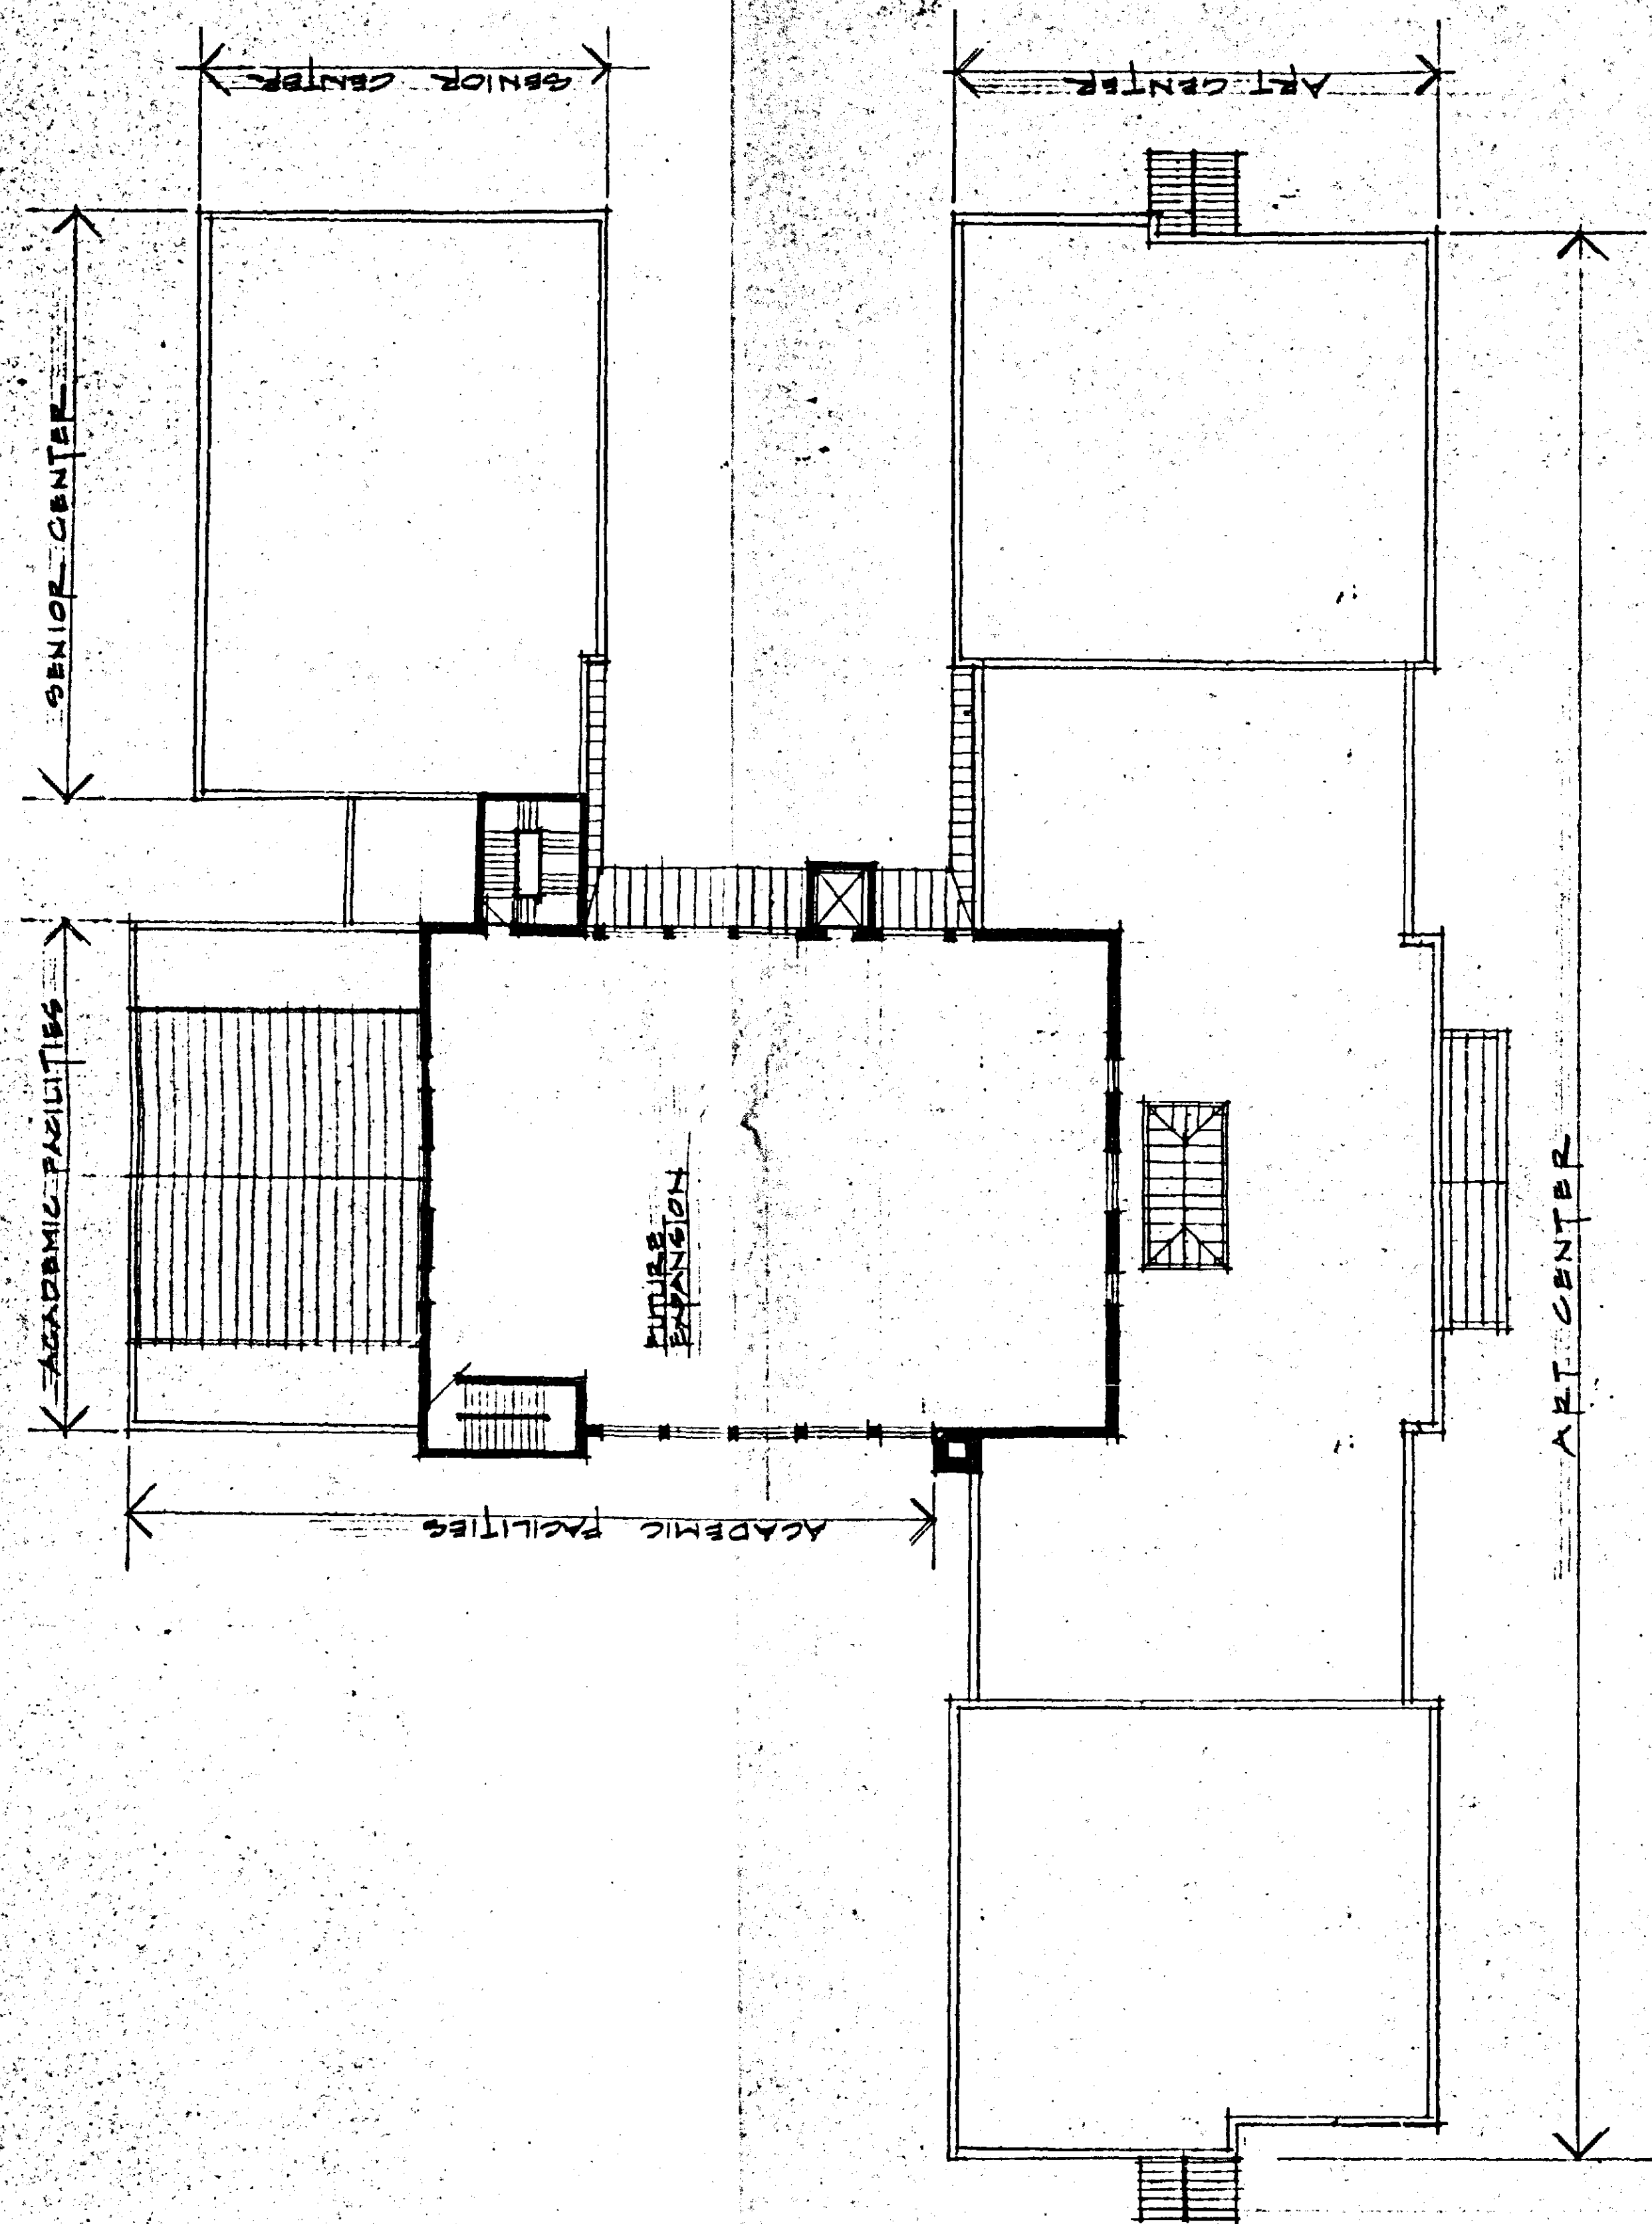 SENIOR CENTER
ART CENTER
SENIOR CENTER
ACADEMIC FACILITIES
FUTURE
EXPANSION
ART CENTER
ACADEMIC FACILITIES